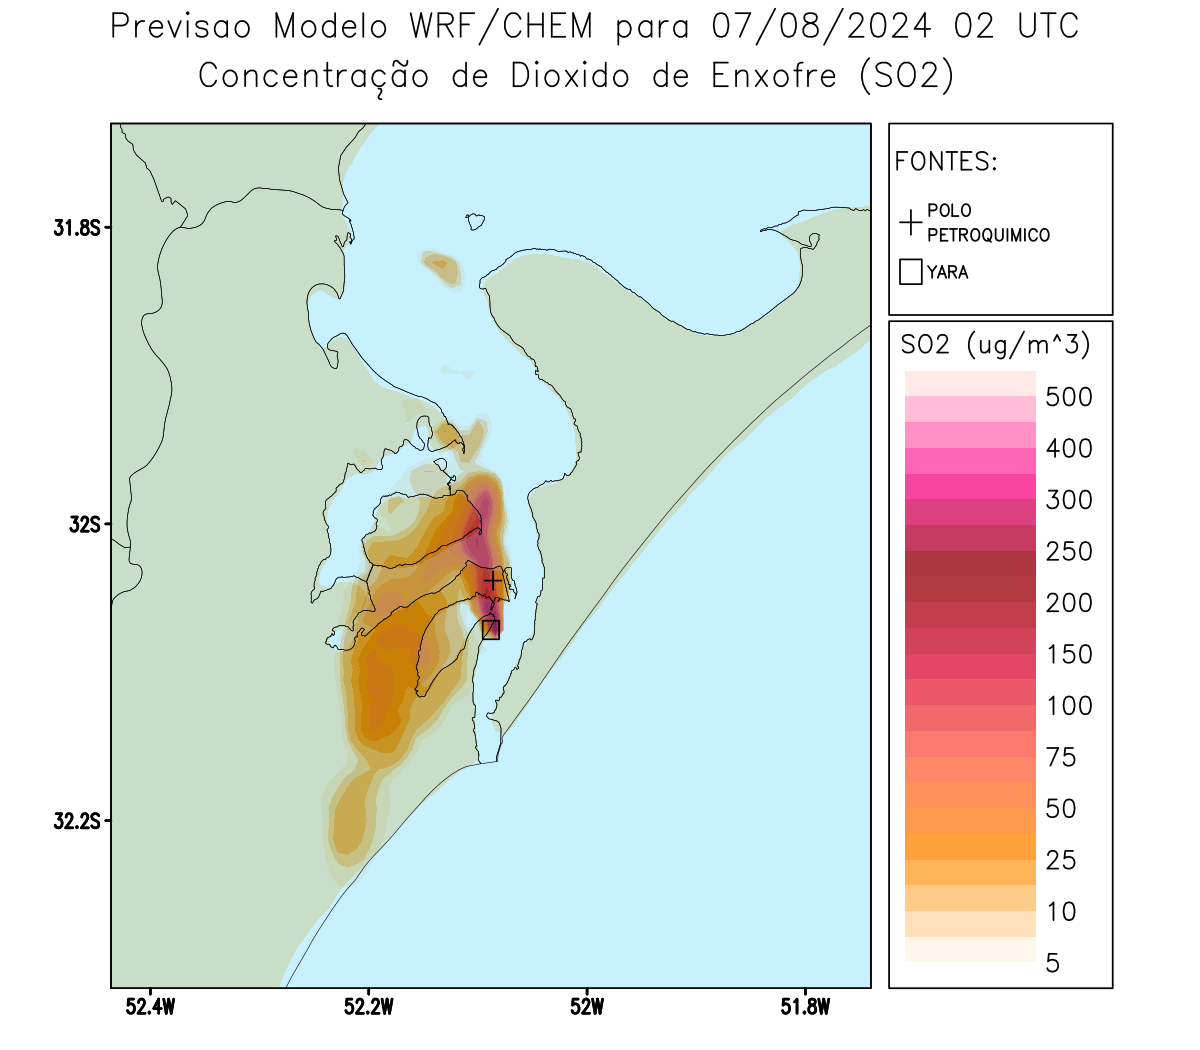 Previsao Modelo WRF/CHEM para 07/08/2024 02 UTC
Concentração de Dioxido de Enxofre (SO2)
FONTES:
POLO
PETROQUIMICO
YARA
SO2 (ug/m^3)
500
400
300
250
200
150
100
75
50
25
10
5
31.8S
32S
32.2S
52.4W
52.2W
52W
51.8W